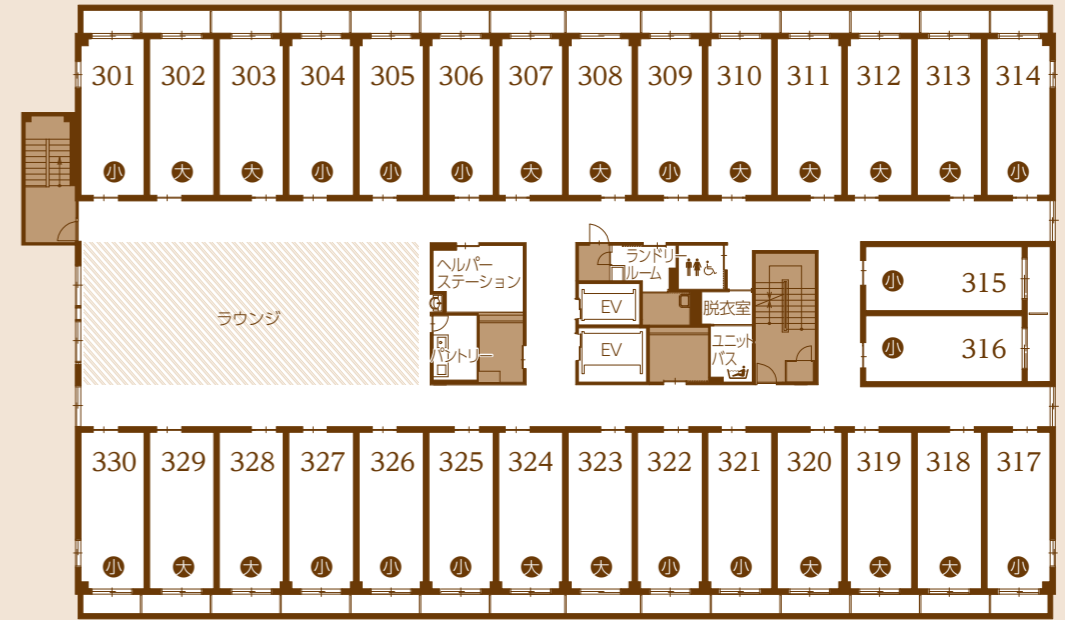 301 302 303 304 305 306 307 308 309 310 311 312 313 314
小 大 大 小 小 小 大 大 小 大 大 大 大 小
ヘルパー
ステーション
ランドリー
ルーム
小 315
EV
脱衣室
ラウンジ
パントリー
EV
ユニット
バス
小 316
330 329 328 327 326 325 324 323 322 321 320 319 318 317
小 大 大 小 小 小 大 大 小 小 大 大 大 小